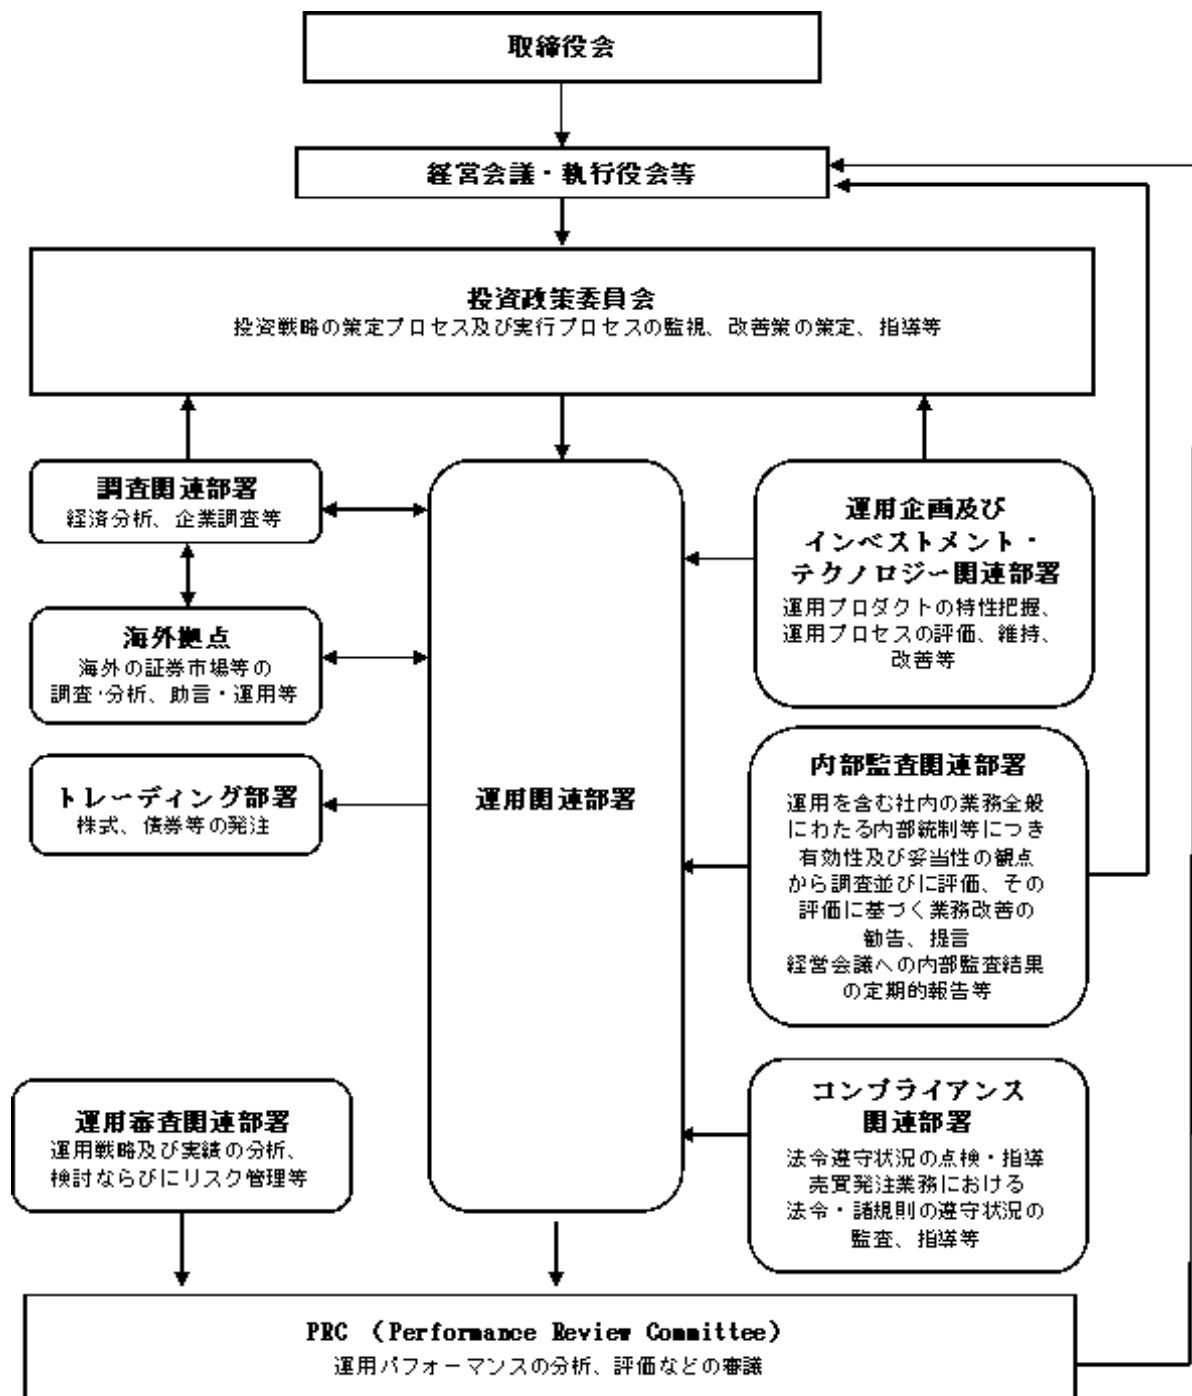 取締役会
経営会議・執行役会等
投資政策委員会
投資戦略の策定プロセス及び実行プロセスの監視、改善策の策定、指導等
調査関連部署
経済分析、企業調査等
海外拠点
海外の証券市場等の
調査・分析、助言・運用等
トレーディング部署
株式、債券等の発注
運用関連部署
運用企画及び
インベストメント・
テクノロジー関連部署
運用プロダクトの特性把握、
運用プロセスの評価、維持、
改善等
内部監査関連部署
運用を含む社内の業務全般
にわたる内部統制等につき
有効性及び妥当性の観点
から調査並びに評価、その
評価に基づく業務改善の
勧告、提言
経営会議への内部監査結果
の定期的報告等
コンプライアンス
関連部署
法令遵守状況の点検・指導
売買発注業務における
法令・諸規則の遵守状況の
監査、指導等
運用審査関連部署
運用戦略及び実績の分析、
検討ならびにリスク管理等
PRC （Performance Review Committee）
運用パフォーマンスの分析、評価などの審議